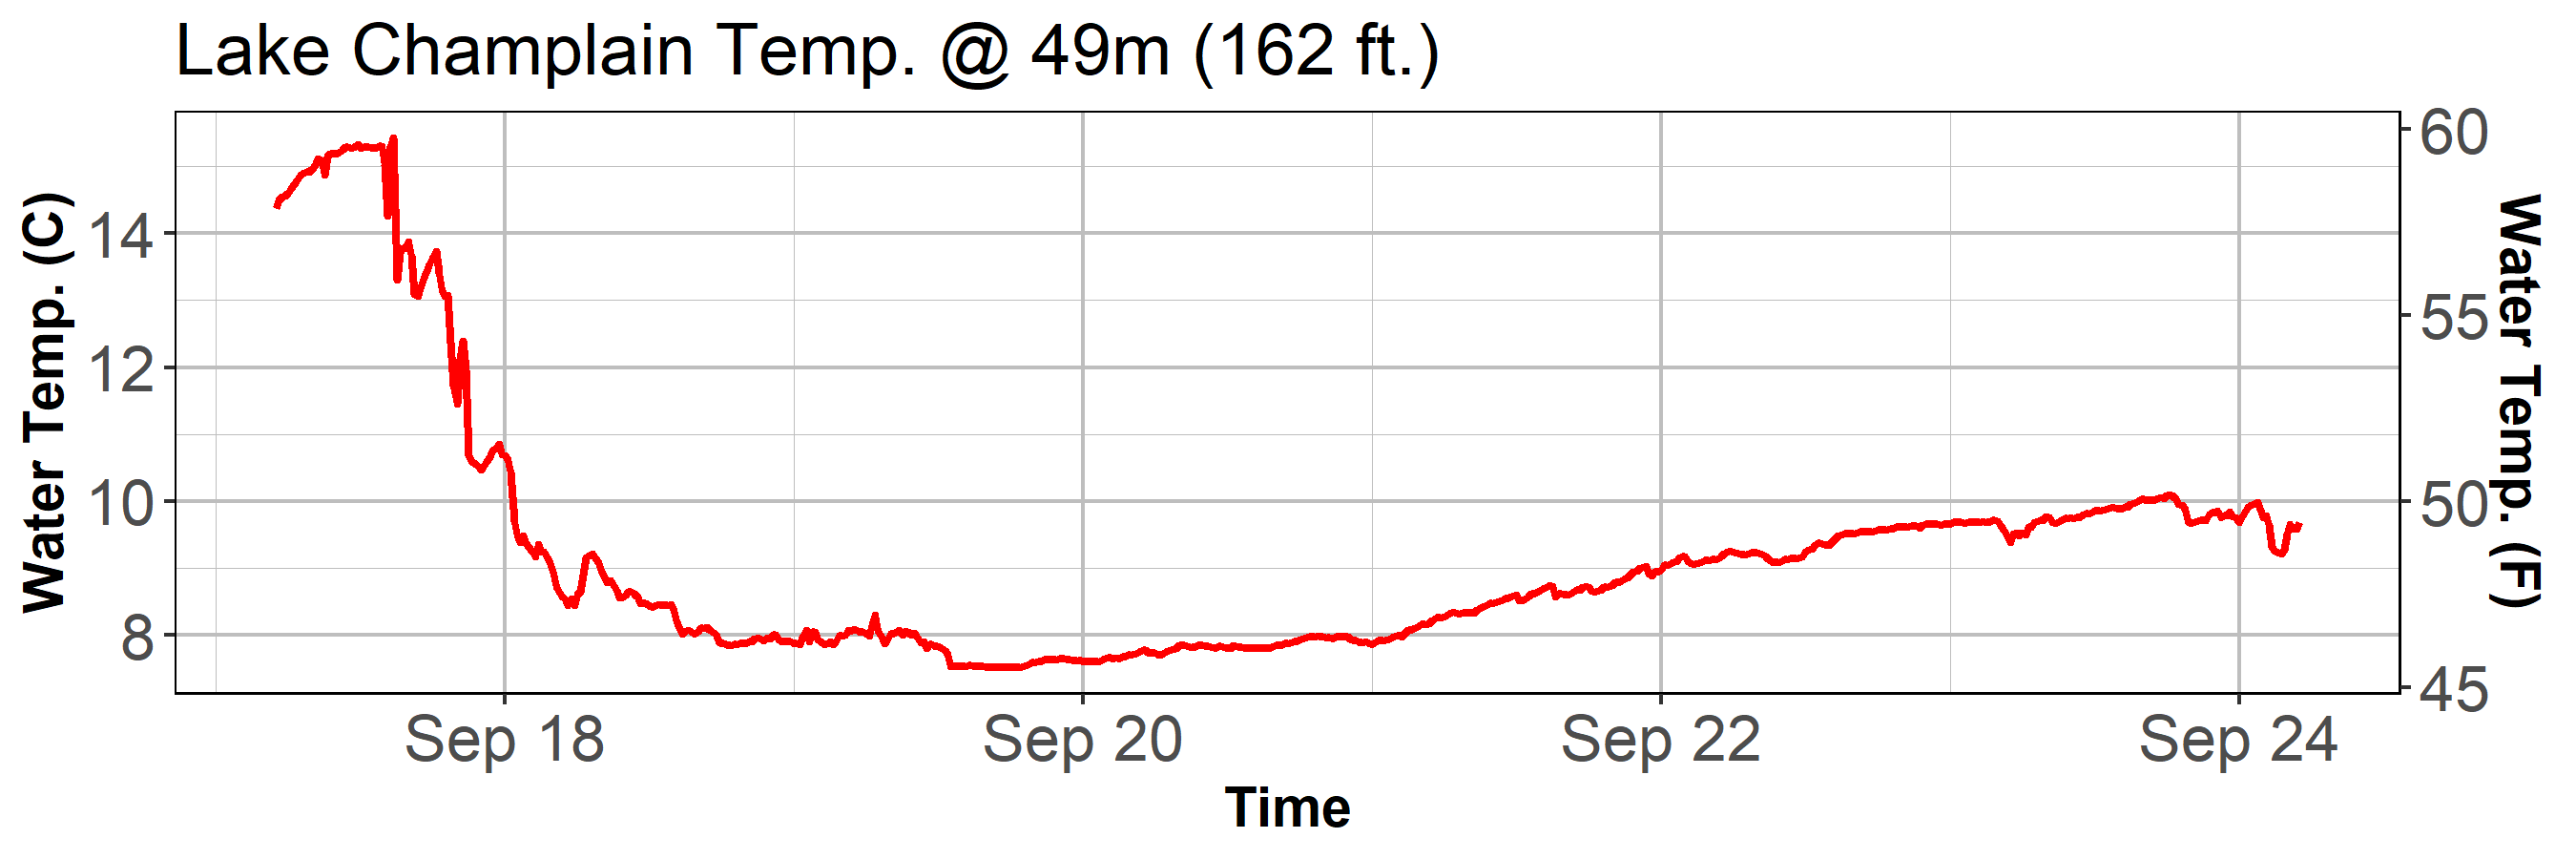 Lake Champlain Temp. @ 49m (162 ft.)
Water Temp. (C)
14
12
10
8
60
55
50
45
Water Temp. (F)
Sep 18
Sep 20
Sep 22
Sep 24
Time